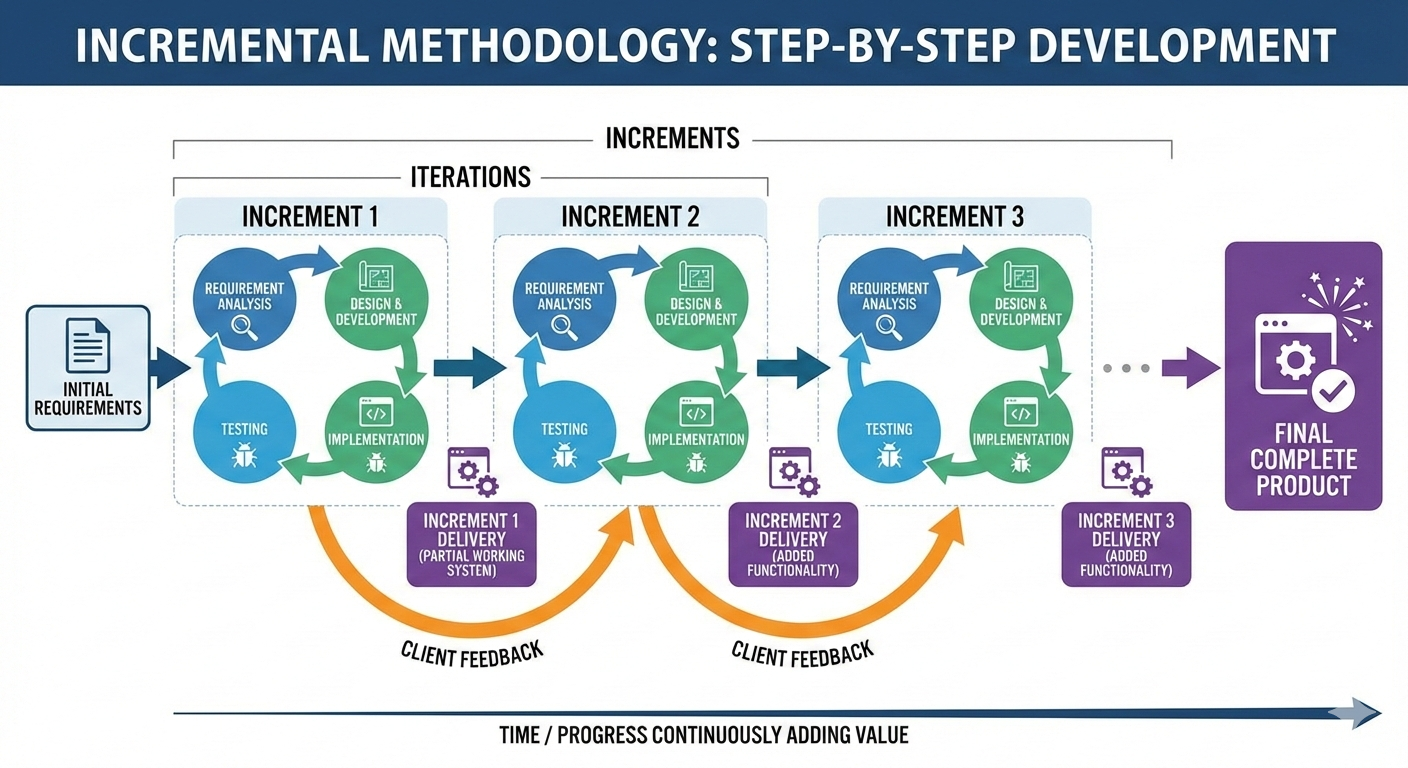 INCREMENTAL METHODOLOGY: STEP-BY-STEP DEVELOPMENT
INCREMENTS
ITERATIONS
INCREMENT 1
INCREMENT 2
INCREMENT 3
INITIAL
REQUIREMENTS
REQUIREMENT
ANALYSIS
DESIGN &
DEVELOPMENT
TESTING
IMPLEMENTATION
REQUIREMENT
ANALYSIS
DESIGN &
DEVELOPMENT
TESTING
IMPLEMENTATION
REQUIREMENT
ANALYSIS
DESIGN &
DEVELOPMENT
TESTING
IMPLEMENTATION
FINAL
COMPLETE
PRODUCT
INCREMENT 1
DELIVERY
(PARTIAL WORKING
SYSTEM)
INCREMENT 2
DELIVERY
(ADDED
FUNCTIONALITY)
INCREMENT 3
DELIVERY
(ADDED
FUNCTIONALITY)
CLIENT FEEDBACK
CLIENT FEEDBACK
TIME / PROGRESS CONTINUOUSLY ADDING VALUE